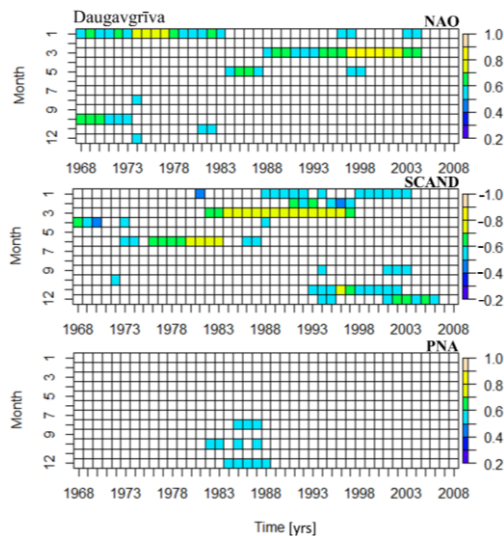 Daugavgrīva NAO
Month
1 3 5 7 9 12
1.0 0.8 0.6 0.4 0.2
1968 1973 1978 1983 1988 1993 1998 2003 2008
SCAND
Month
1 3 5 7 9 12
-1.0 -0.8 -0.6 -0.4 -0.2
1968 1973 1978 1983 1988 1993 1998 2003 2008
PNA
Month
1 3 5 7 9 12
1.0 0.8 0.6 0.4 0.2
1968 1973 1978 1983 1988 1993 1998 2003 2008
Time [yrs]